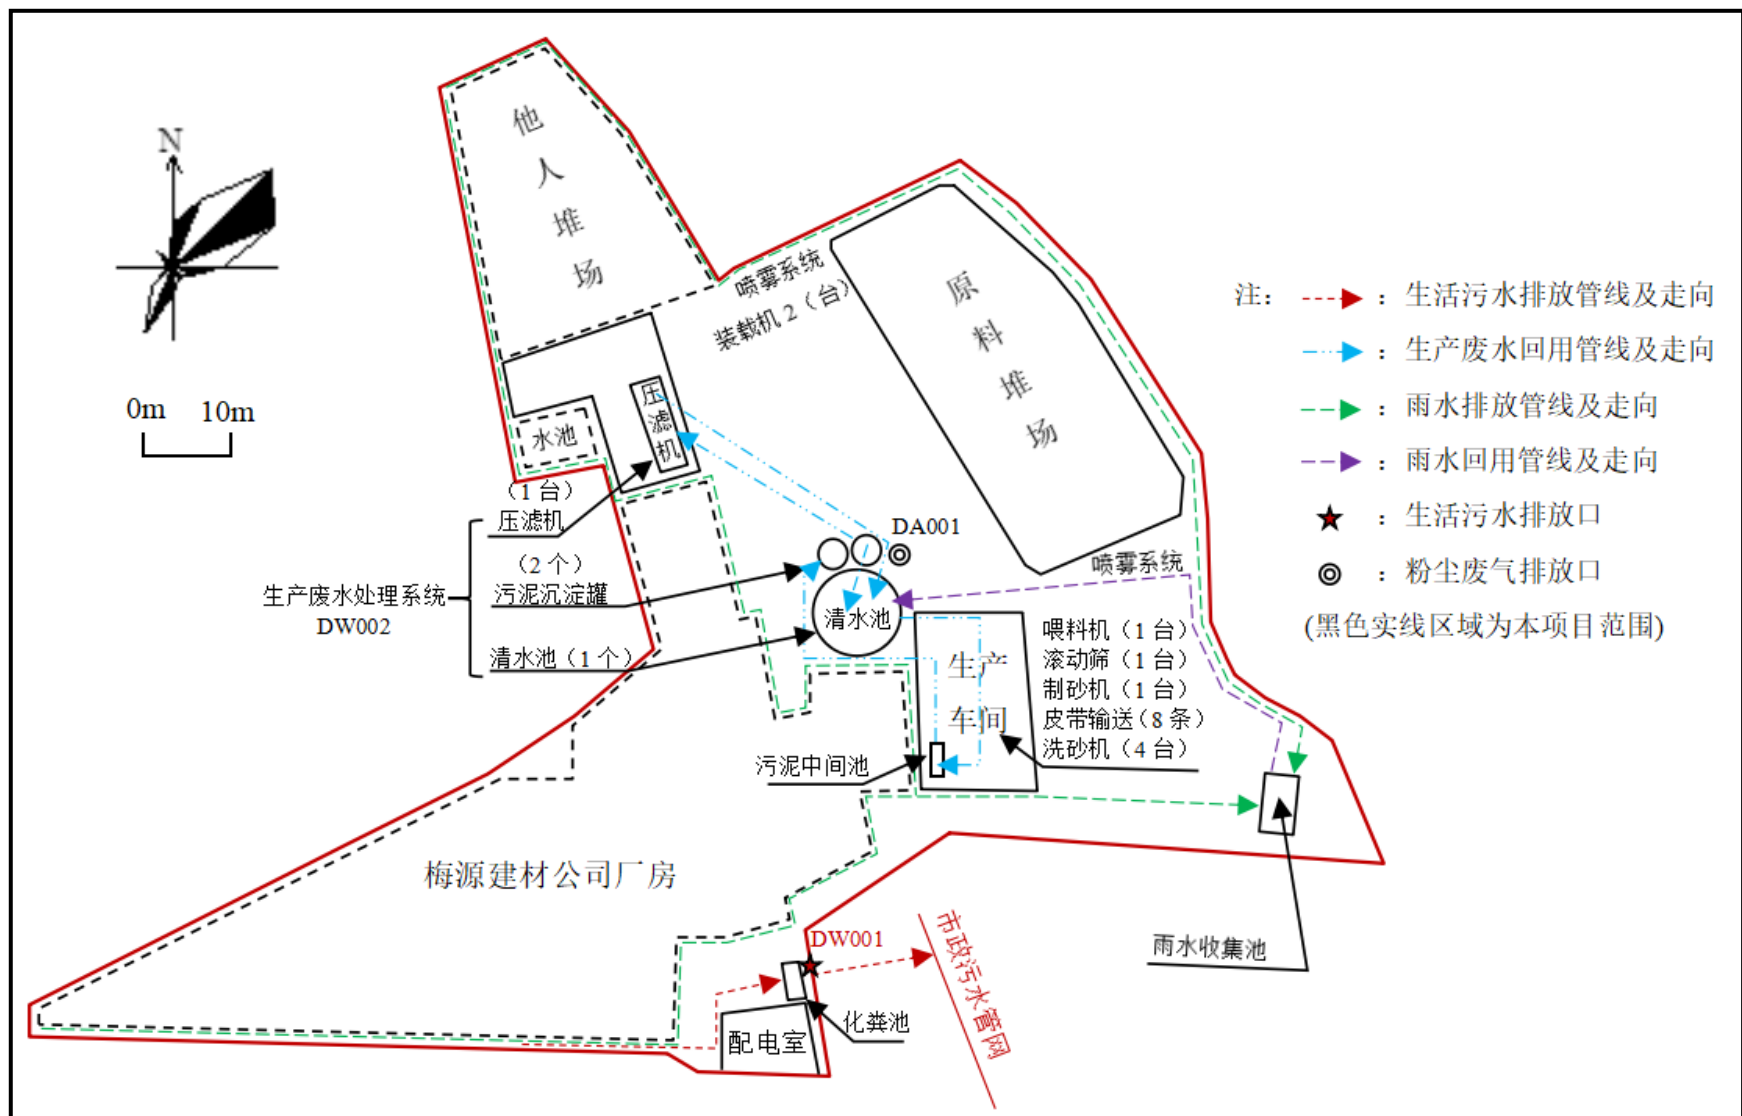 N
0m 10m
他人堆场
喷雾系统
装载机 2（台）
原料堆场
压滤机
水池
（1 台）
压滤机
（2 个）
污泥沉淀罐
清水池（1 个）
生产废水处理系统
DW002
DA001
清水池
喷雾系统
生产
车间
喂料机（1 台）
滚动筛（1 台）
制砂机（1 台）
皮带输送（8 条）
洗砂机（4 台）
污泥中间池
梅源建材公司厂房
DW001
市政污水管网
化粪池
配电室
雨水收集池
注：
：生活污水排放管线及走向
：生产废水回用管线及走向
：雨水排放管线及走向
：雨水回用管线及走向
：生活污水排放口
：粉尘废气排放口
(黑色实线区域为本项目范围)